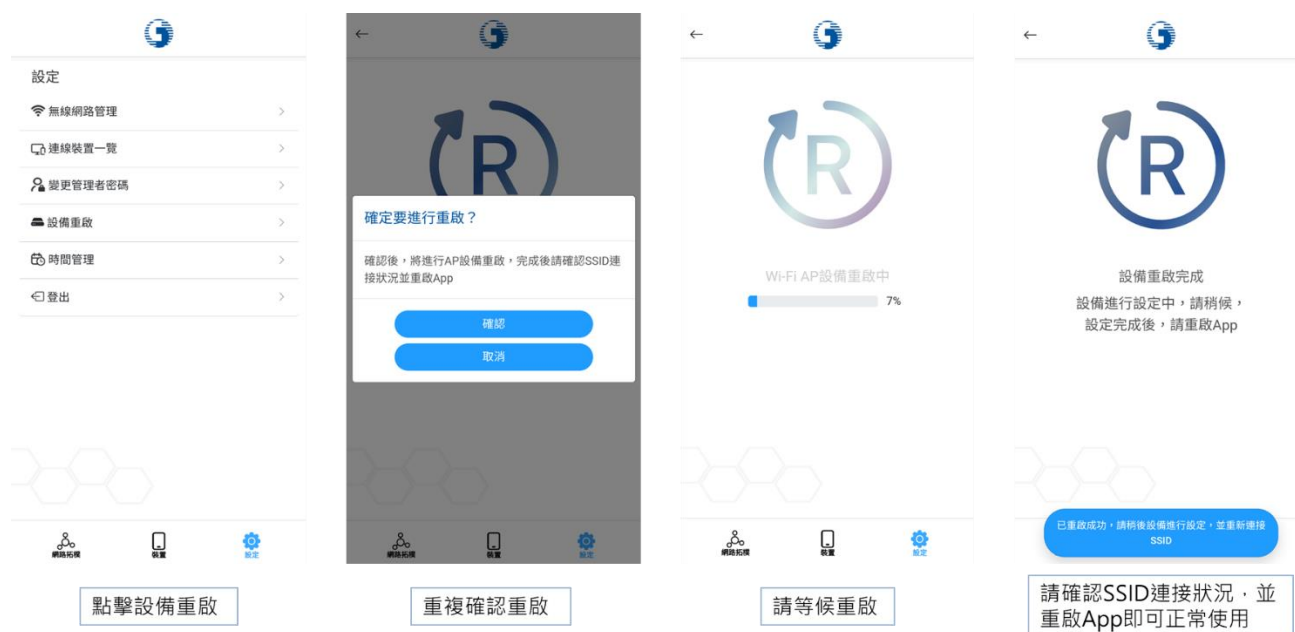 設定
無線網路管理
連線裝置一覽
變更管理者密碼
設備重啟
時間管理
登出
網路拓樸
裝置
設定
點擊設備重啟
R
確定要進行重啟？
確認後，將進行AP設備重啟，完成後請確認SSID連
接狀況並重啟App
確認
取消
網路拓樸
裝置
設定
重複確認重啟
R
Wi-Fi AP設備重啟中
7%
網路拓樸
裝置
設定
請等候重啟
R
設備重啟完成
設備進行設定中，請稍候，
設定完成後，請重啟App
已重啟成功，請稍後設備進行設定，並重新連接
SSID
請確認SSID連接狀況，並
重啟App即可正常使用